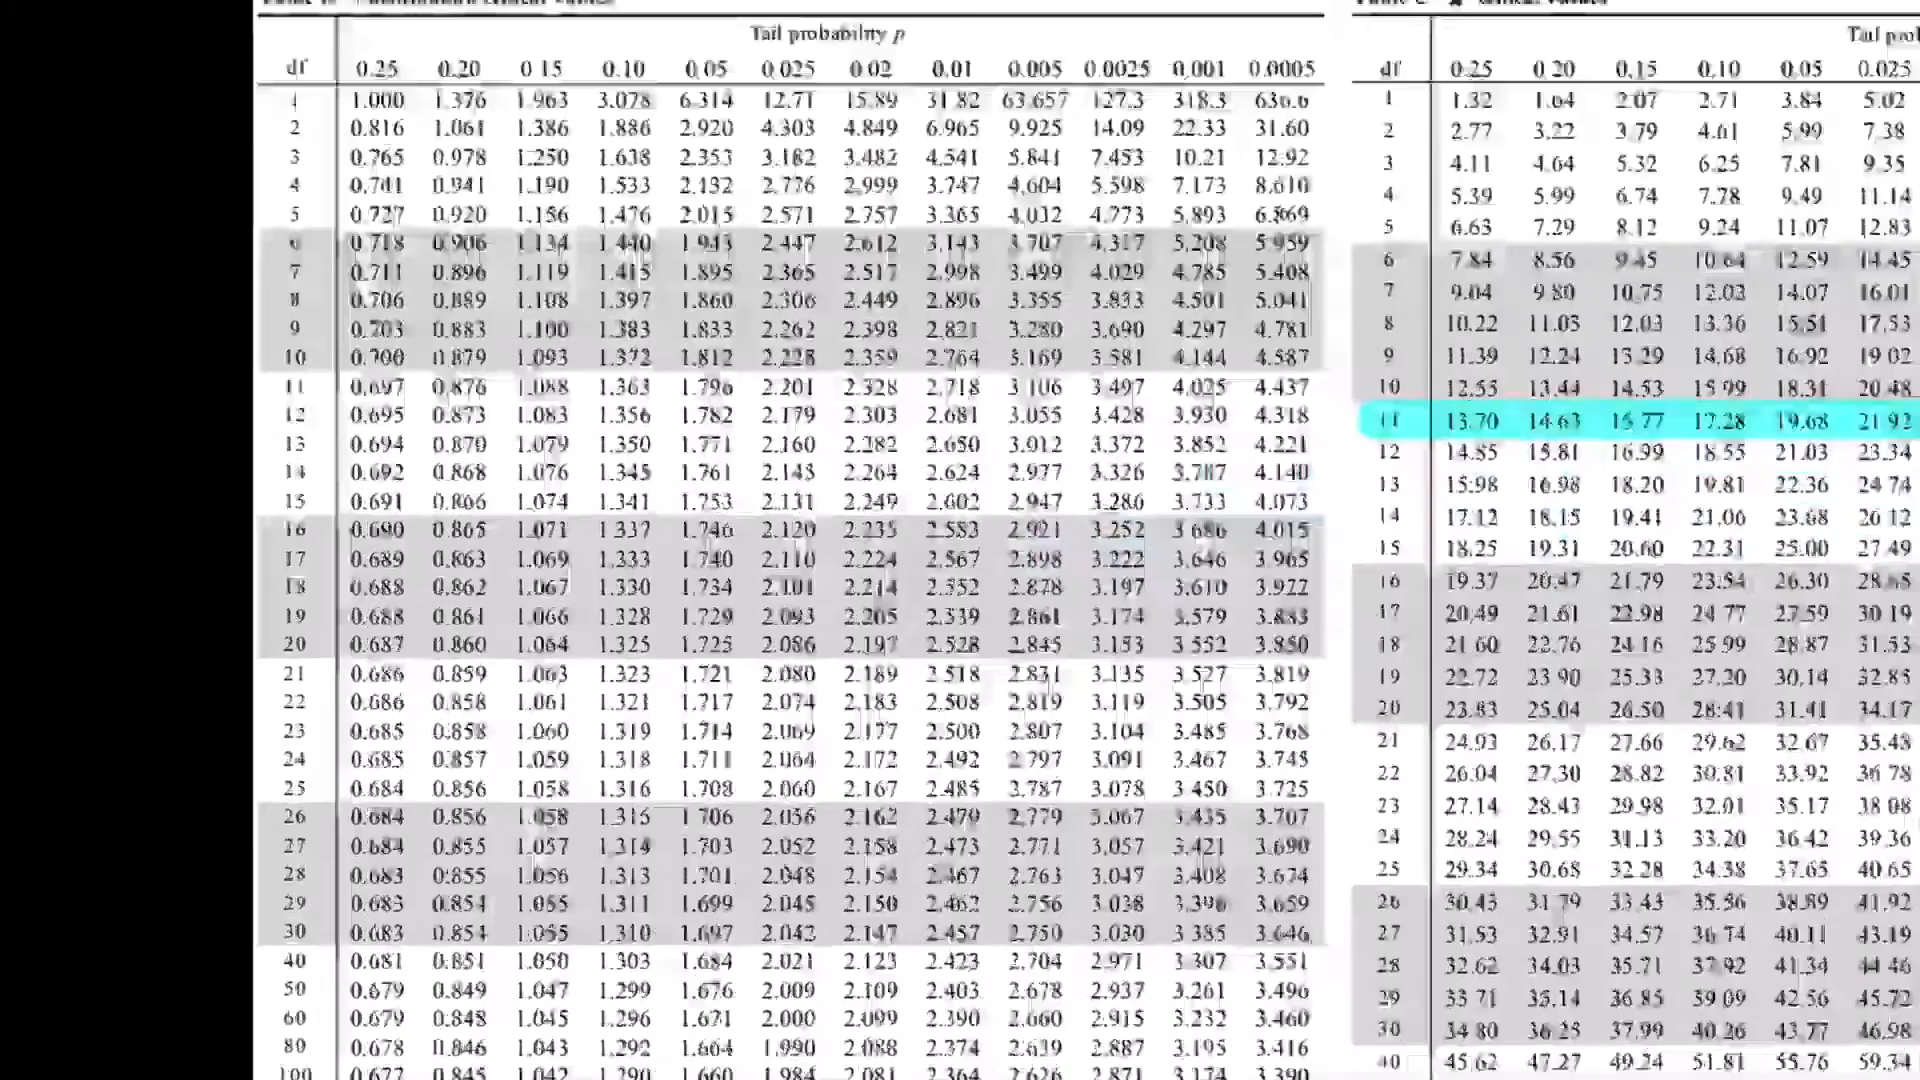 Tail probability p
df 0.25 0.20 0.15 0.10 0.05 0.025 0.02 0.01 0.005 0.0025 0.001 0.0005
1 1.000 1.376 1.963 3.078 6.314 12.71 15.89 31.82 63.657 127.3 318.3 636.6
2 0.816 1.061 1.386 1.886 2.920 4.303 4.849 6.965 9.925 14.09 22.33 31.60
3 0.765 0.978 1.250 1.638 2.353 3.182 3.482 4.541 5.841 7.453 10.21 12.92
4 0.741 0.941 1.190 1.533 2.132 2.776 2.999 3.747 4.604 5.598 7.173 8.610
5 0.727 0.920 1.156 1.476 2.015 2.571 2.757 3.365 4.032 4.773 5.893 6.869
6 0.718 0.906 1.134 1.440 1.943 2.447 2.612 3.143 3.707 4.317 5.208 5.959
7 0.711 0.896 1.119 1.415 1.895 2.365 2.517 2.998 3.499 4.029 4.785 5.408
8 0.706 0.889 1.108 1.397 1.860 2.306 2.449 2.896 3.355 3.833 4.501 5.041
9 0.703 0.883 1.100 1.383 1.833 2.262 2.398 2.821 3.250 3.690 4.297 4.781
10 0.700 0.879 1.093 1.372 1.812 2.228 2.359 2.764 3.169 3.581 4.144 4.587
11 0.697 0.876 1.088 1.363 1.796 2.201 2.328 2.718 3.106 3.497 4.025 4.437
12 0.695 0.873 1.083 1.356 1.782 2.179 2.303 2.681 3.055 3.428 3.930 4.318
13 0.694 0.870 1.079 1.350 1.771 2.160 2.282 2.650 3.012 3.372 3.852 4.221
14 0.692 0.868 1.076 1.345 1.761 2.145 2.264 2.624 2.977 3.326 3.787 4.140
15 0.691 0.866 1.074 1.341 1.753 2.131 2.249 2.602 2.947 3.286 3.733 4.073
16 0.690 0.865 1.071 1.337 1.746 2.120 2.235 2.583 2.921 3.252 3.686 4.015
17 0.689 0.863 1.069 1.333 1.740 2.110 2.224 2.567 2.898 3.222 3.646 3.965
18 0.688 0.862 1.067 1.330 1.734 2.101 2.214 2.552 2.878 3.197 3.610 3.922
19 0.688 0.861 1.066 1.328 1.729 2.093 2.205 2.539 2.861 3.174 3.579 3.883
20 0.687 0.860 1.064 1.325 1.725 2.086 2.197 2.528 2.845 3.153 3.552 3.850
21 0.686 0.859 1.063 1.323 1.721 2.080 2.189 2.518 2.831 3.135 3.527 3.819
22 0.686 0.858 1.061 1.321 1.717 2.074 2.183 2.508 2.819 3.119 3.505 3.792
23 0.685 0.858 1.060 1.319 1.714 2.069 2.177 2.500 2.807 3.104 3.485 3.768
24 0.685 0.857 1.059 1.318 1.711 2.064 2.172 2.492 2.797 3.091 3.467 3.745
25 0.684 0.856 1.058 1.316 1.708 2.060 2.167 2.485 2.787 3.078 3.450 3.725
26 0.684 0.856 1.058 1.315 1.706 2.056 2.162 2.479 2.779 3.067 3.435 3.707
27 0.684 0.855 1.057 1.314 1.703 2.052 2.158 2.473 2.771 3.057 3.421 3.690
28 0.683 0.855 1.056 1.313 1.701 2.048 2.154 2.467 2.763 3.047 3.408 3.674
29 0.683 0.854 1.055 1.311 1.699 2.045 2.150 2.462 2.756 3.038 3.396 3.659
30 0.683 0.854 1.055 1.310 1.697 2.042 2.147 2.457 2.750 3.030 3.385 3.646
40 0.681 0.851 1.050 1.303 1.684 2.021 2.123 2.423 2.704 2.971 3.307 3.551
50 0.679 0.849 1.047 1.299 1.676 2.009 2.109 2.403 2.678 2.937 3.261 3.496
60 0.679 0.848 1.045 1.296 1.671 2.000 2.099 2.390 2.660 2.915 3.232 3.460
80 0.678 0.846 1.043 1.292 1.664 1.990 2.088 2.374 2.639 2.887 3.195 3.416
100 0.677 0.845 1.042 1.290 1.660 1.984 2.081 2.364 2.626 2.871 3.174 3.390
Tail prob
df 0.25 0.20 0.15 0.10 0.05 0.025
1 1.32 1.64 2.07 2.71 3.84 5.02
2 2.77 3.22 3.79 4.61 5.99 7.38
3 4.11 4.64 5.32 6.25 7.81 9.35
4 5.39 5.99 6.74 7.78 9.49 11.14
5 6.63 7.29 8.12 9.24 11.07 12.83
6 7.84 8.56 9.45 10.64 12.59 14.45
7 9.04 9.80 10.75 12.02 14.07 16.01
8 10.22 11.03 12.03 13.36 15.51 17.53
9 11.39 12.24 13.29 14.68 16.92 19.02
10 12.55 13.44 14.53 15.99 18.31 20.48
11 13.70 14.63 15.77 17.28 19.68 21.92
12 14.85 15.81 16.99 18.55 21.03 23.34
13 15.98 16.98 18.20 19.81 22.36 24.74
14 17.12 18.15 19.41 21.06 23.68 26.12
15 18.25 19.31 20.60 22.31 25.00 27.49
16 19.37 20.47 21.79 23.54 26.30 28.85
17 20.49 21.61 22.98 24.77 27.59 30.19
18 21.60 22.76 24.16 25.99 28.87 31.53
19 22.72 23.90 25.33 27.20 30.14 32.85
20 23.83 25.04 26.50 28.41 31.41 34.17
21 24.93 26.17 27.66 29.62 32.67 35.48
22 26.04 27.30 28.82 30.81 33.92 36.78
23 27.14 28.43 29.98 32.01 35.17 38.08
24 28.24 29.55 31.13 33.20 36.42 39.36
25 29.34 30.68 32.28 34.38 37.65 40.65
26 30.43 31.79 33.43 35.56 38.89 41.92
27 31.53 32.91 34.57 36.74 40.11 43.19
28 32.62 34.03 35.71 37.92 41.34 44.46
29 33.71 35.14 36.85 39.09 42.56 45.72
30 34.80 36.25 37.99 40.26 43.77 46.98
40 45.62 47.27 49.24 51.81 55.76 59.34